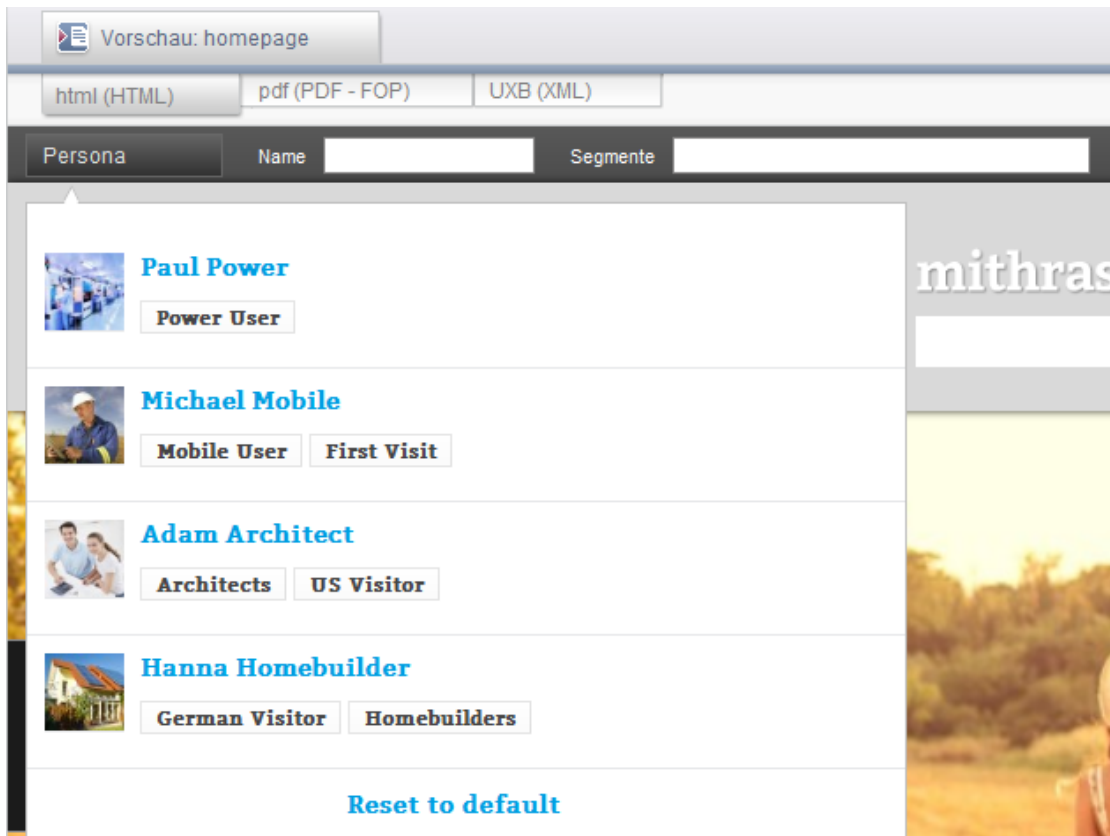 Vorschau: homepage
html (HTML) pdf (PDF - FOP) UXB (XML)
Persona Name Segmente
mithras
Paul Power
Power User
Michael Mobile
Mobile User First Visit
Adam Architect
Architects US Visitor
Hanna Homebuilder
German Visitor Homebuilders
Reset to default